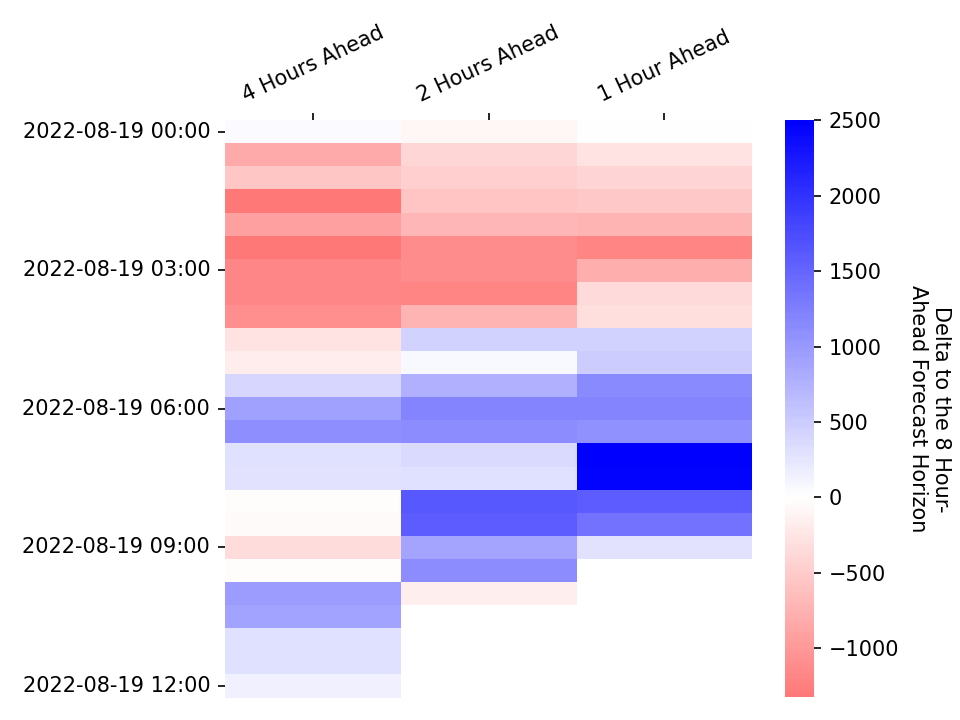 4 Hours Ahead
2 Hours Ahead
1 Hour Ahead
2022-08-19 00:00
2022-08-19 03:00
2022-08-19 06:00
2022-08-19 09:00
2022-08-19 12:00
2500
2000
1500
1000
500
0
−500
−1000
Delta to the 8 Hour-
Ahead Forecast Horizon